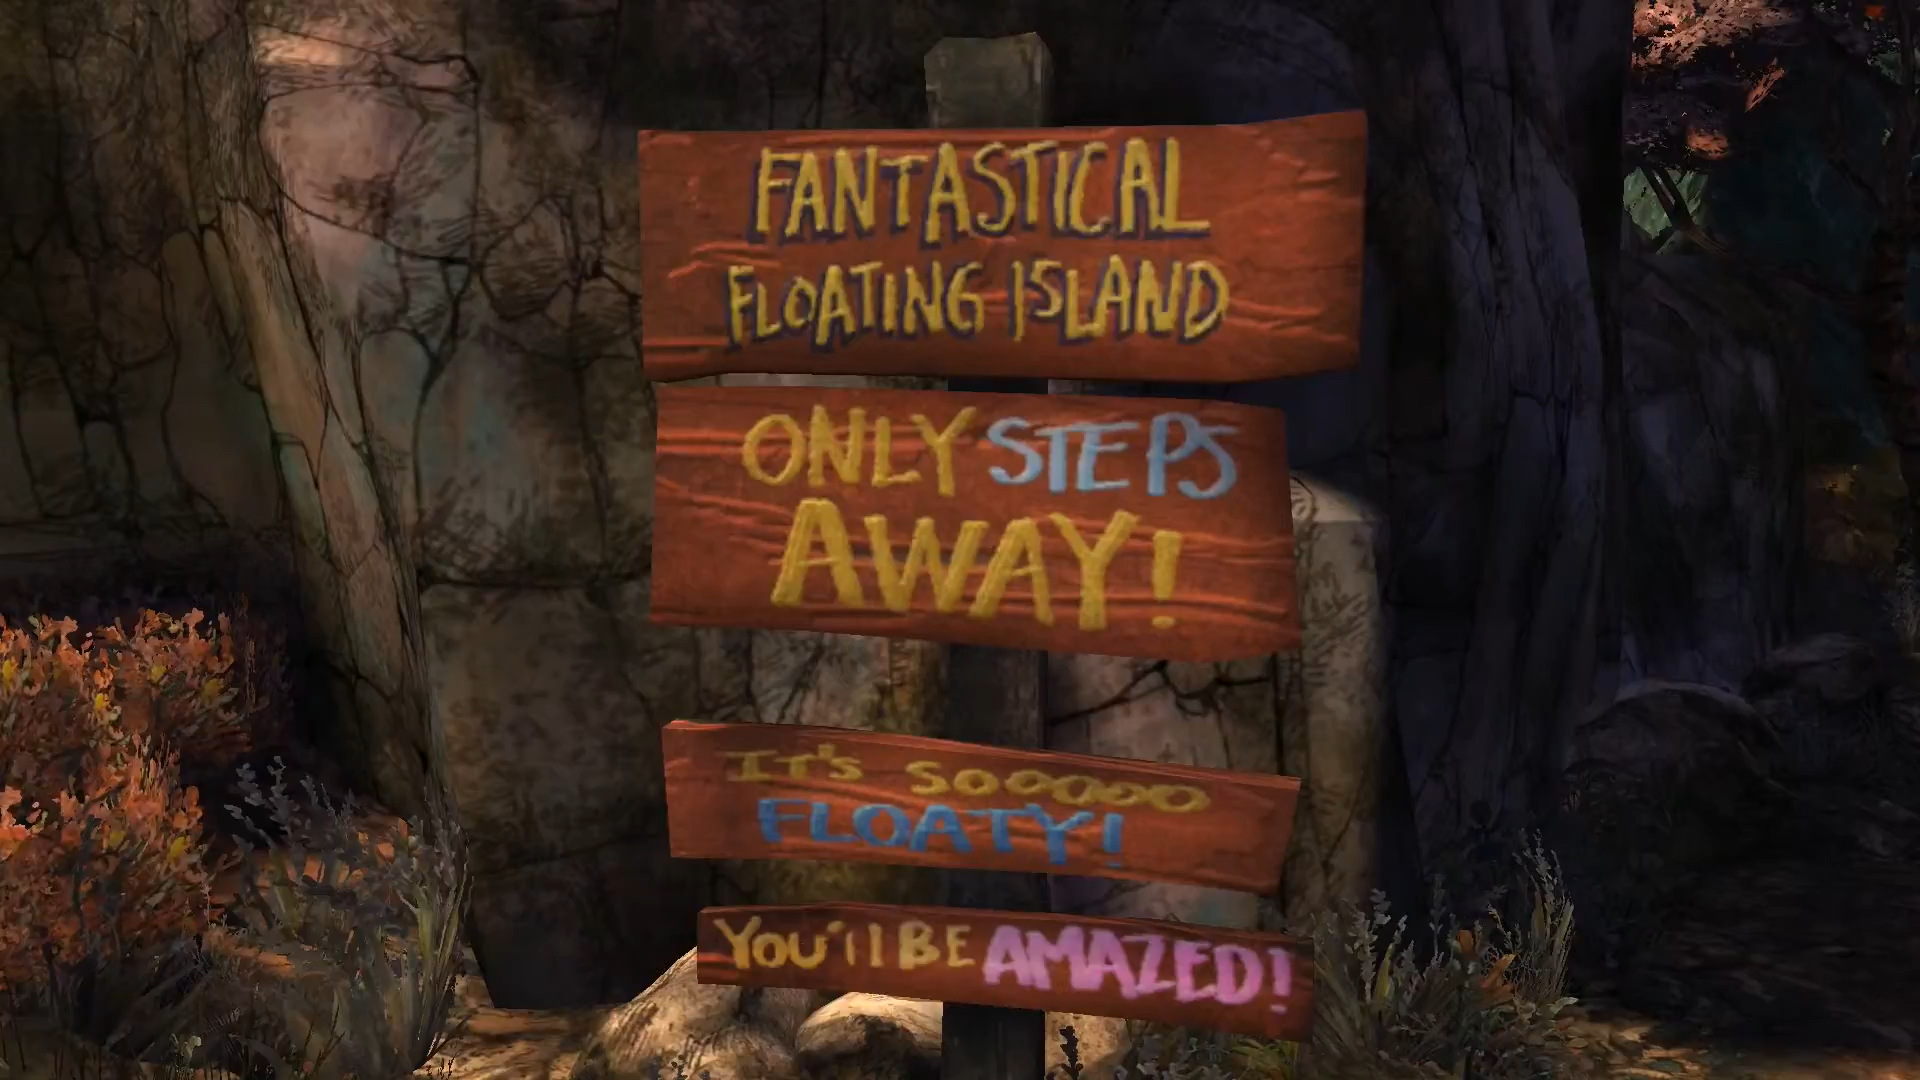 FANTASTICAL
FLOATING ISLAND
ONLY STEPS
AWAY!
IT'S SOOOOO
FLOATY!
YOU'll BE AMAZED!